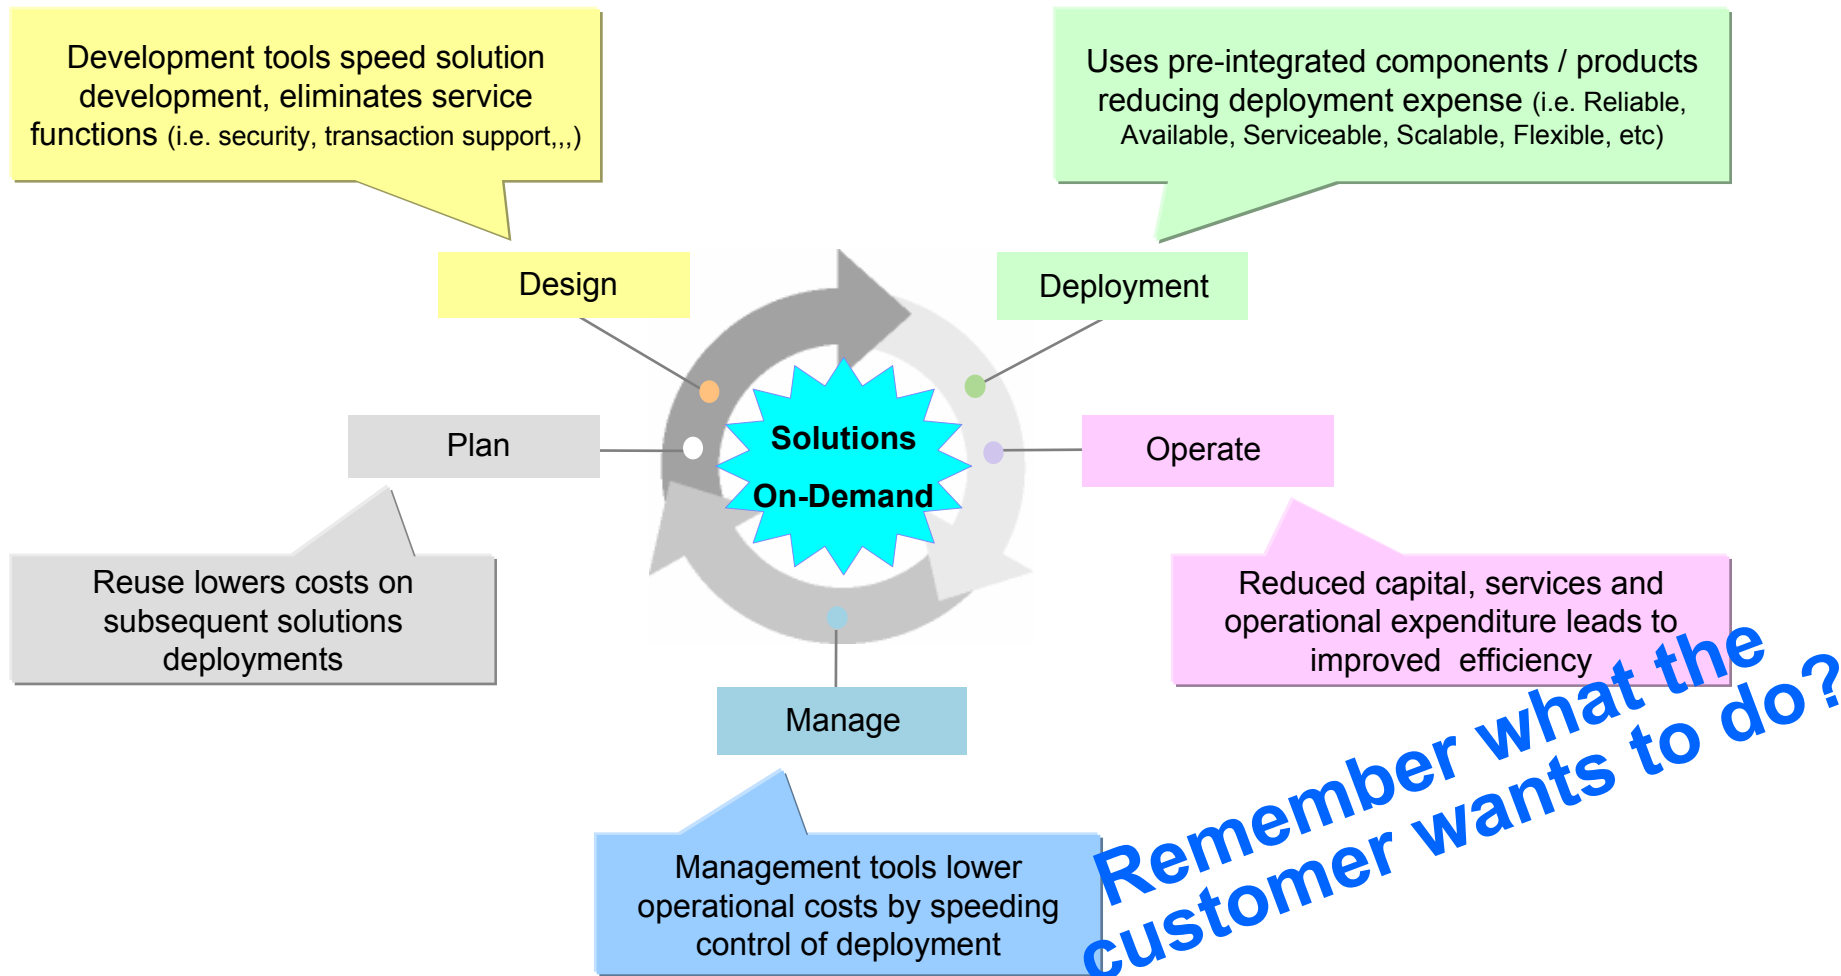 Development tools speed solution
development, eliminates service
functions (i.e. security, transaction support,,,)
Uses pre-integrated components / products
reducing deployment expense (i.e. Reliable,
Available, Serviceable, Scalable, Flexible, etc)
Design
Deployment
Plan
Solutions
On-Demand
Operate
Reuse lowers costs on
subsequent solutions
deployments
Reduced capital, services and
operational expenditure leads to
improved efficiency
Manage
Management tools lower
operational costs by speeding
control of deployment
Remember what the
customer wants to do?